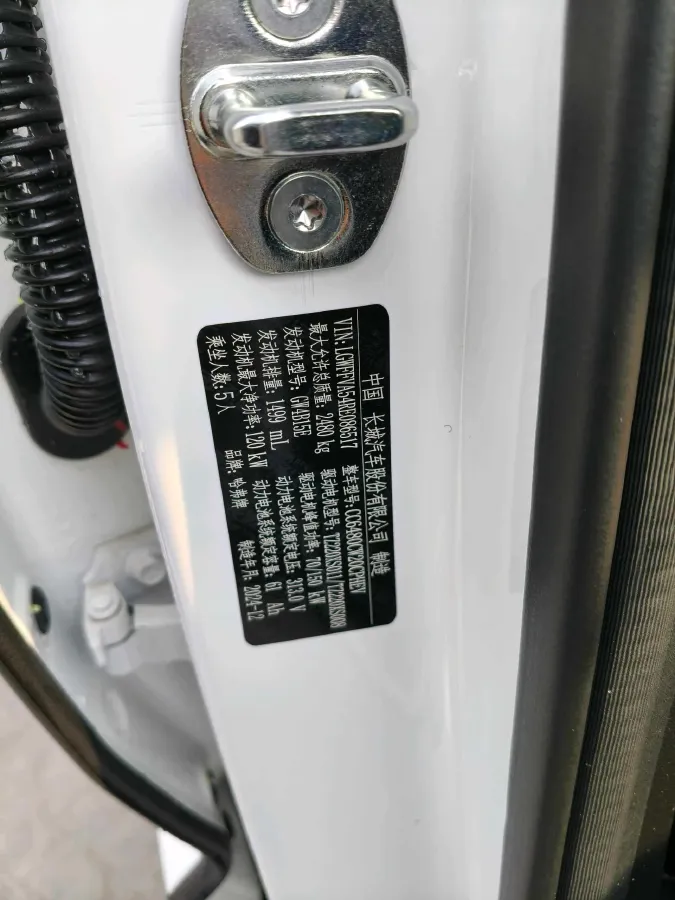 中国 长城汽车股份有限公司 制造
VIN:LGWFFVA54RE086517 整车型号:CC6480CN20CPHEV
最大允许总质量:2480 kg 驱动电机型号:TZ220XS011/TZ220XS008
发动机型号:GW4B15E 驱动电机峰值功率:70/150 kW
发动机排量:1499 mL 动力电池系统额定电压:313.0 V
发动机最大净功率:120 kW 动力电池系统额定容量:61 Ah
乘坐人数:5人 品牌:哈弗牌 制造年月:2024-12